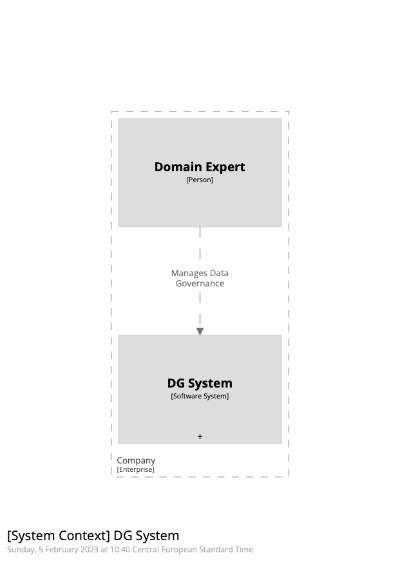 Domain Expert
[Person]
Manages Data
Governance
DG System
[Software System]
+
Company
[Enterprise]
[System Context] DG System
Sunday, 5 February 2023 at 10:40 Central European Standard Time